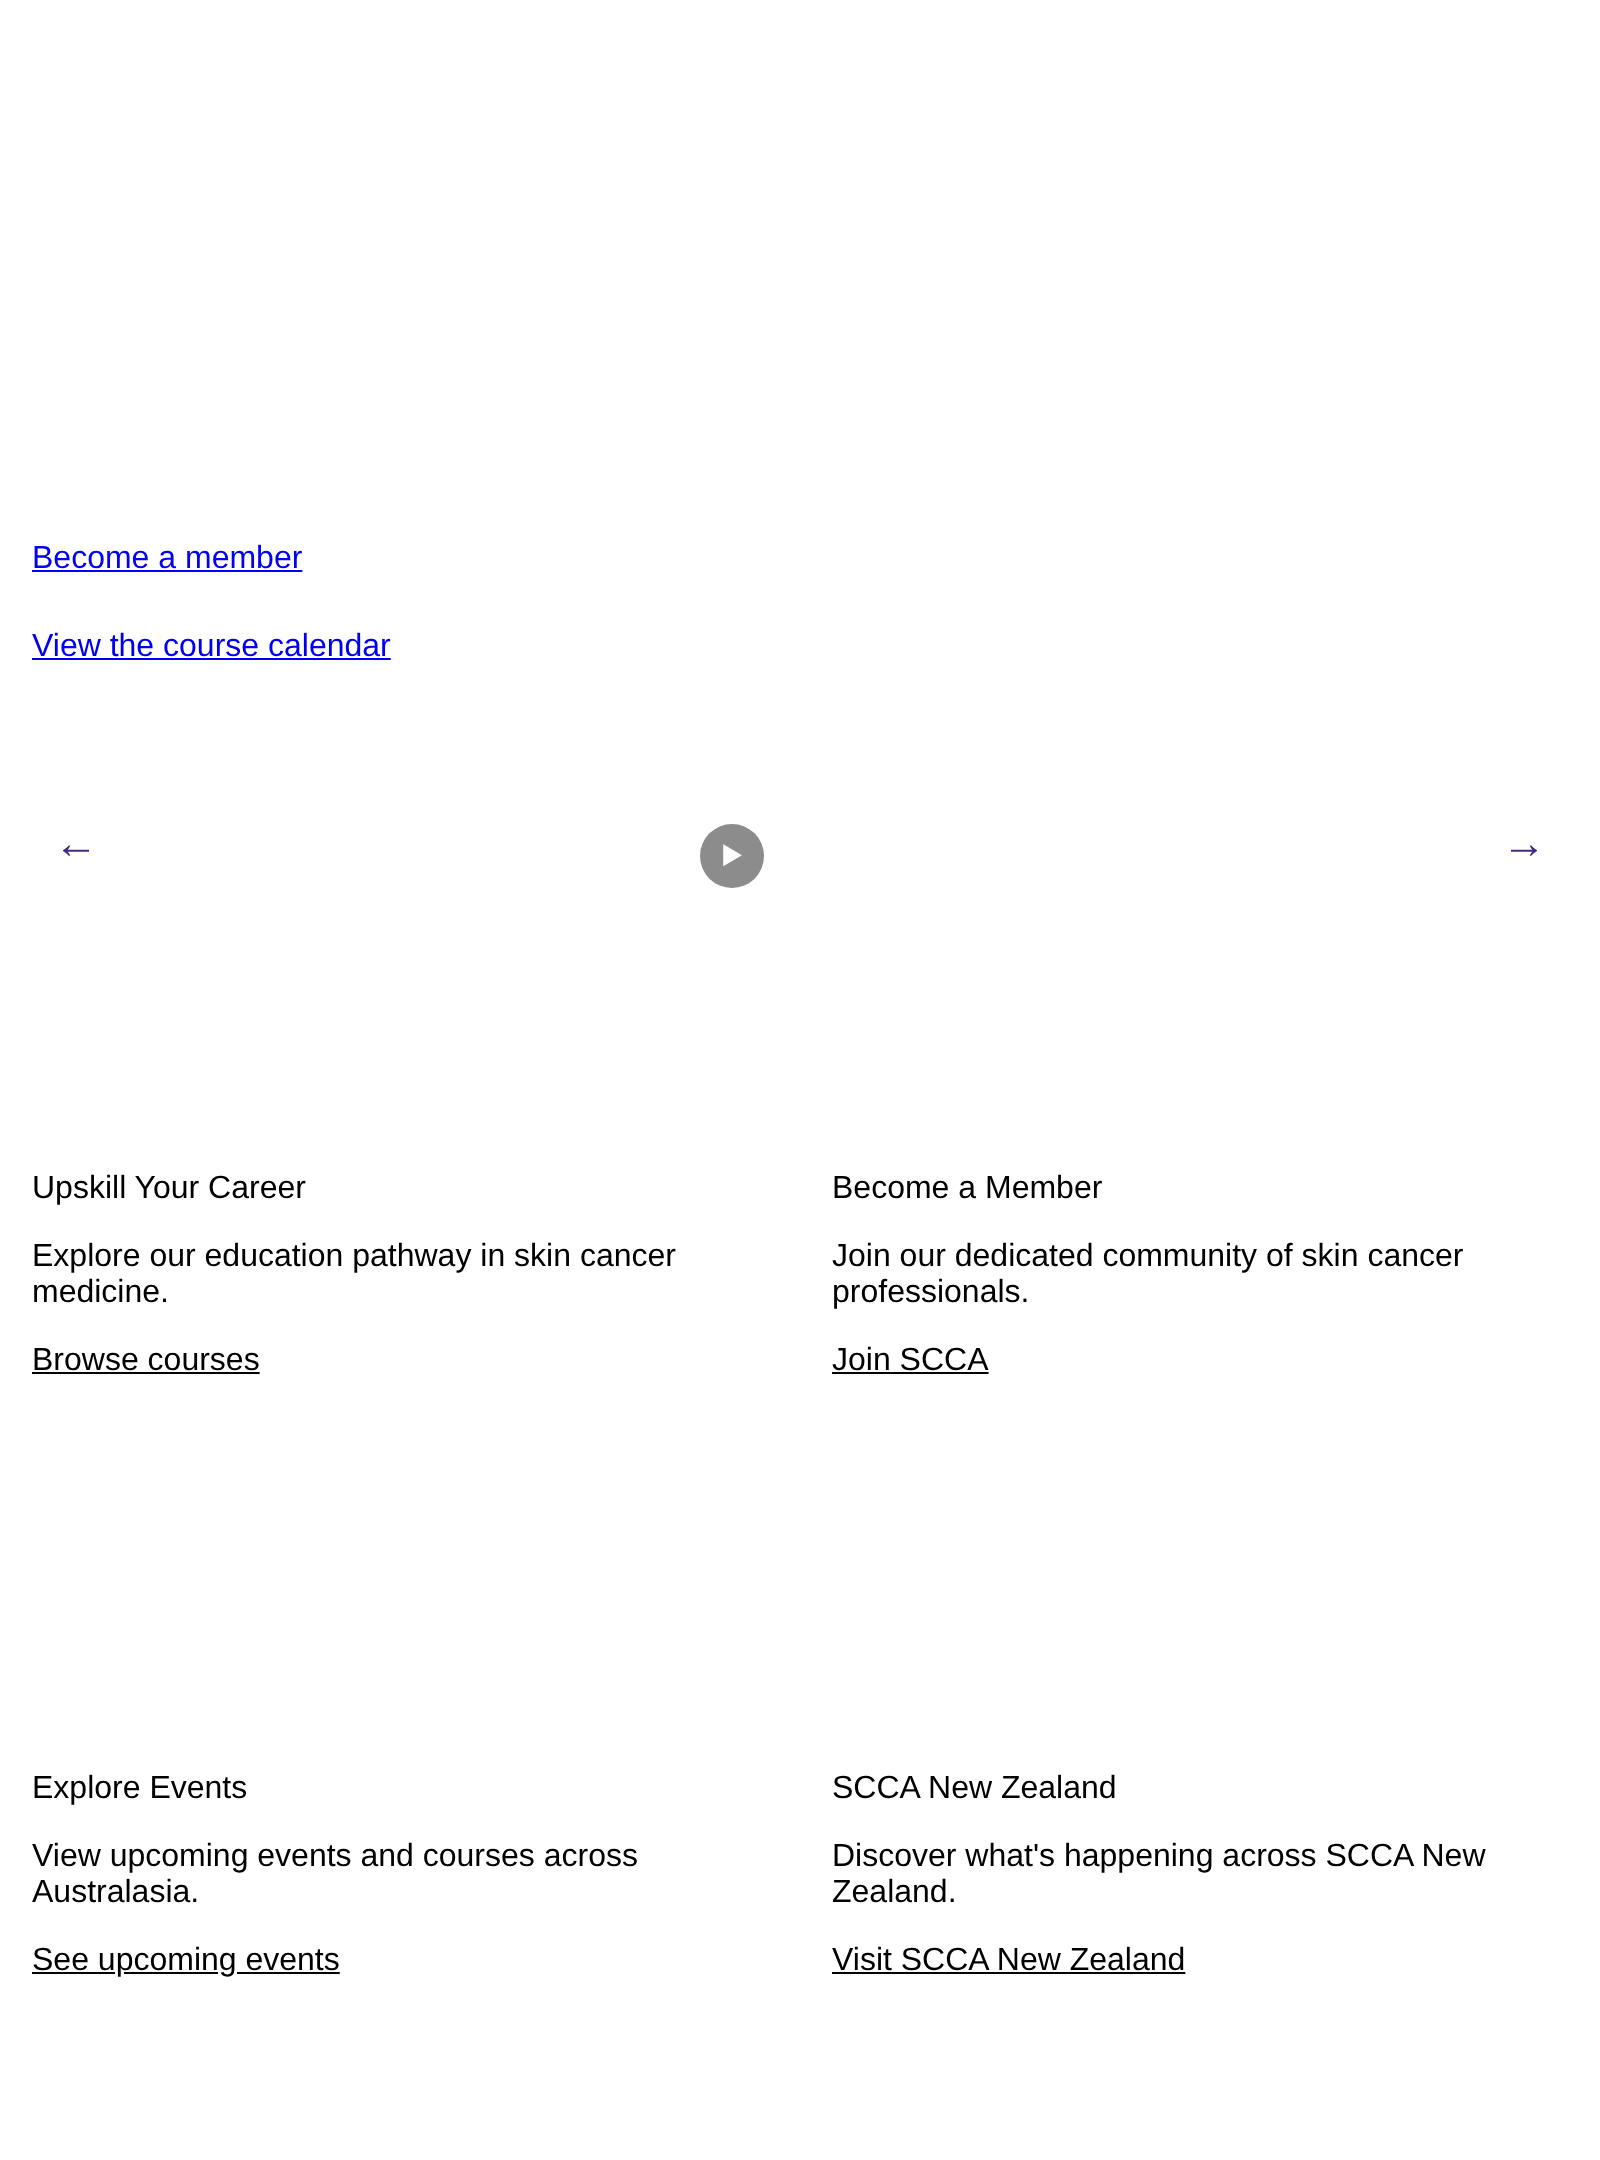 Become a member
View the course calendar
← →
Upskill Your Career
Explore our education pathway in skin cancer
medicine.
Browse courses
Become a Member
Join our dedicated community of skin cancer
professionals.
Join SCCA
Explore Events
View upcoming events and courses across
Australasia.
See upcoming events
SCCA New Zealand
Discover what's happening across SCCA New
Zealand.
Visit SCCA New Zealand